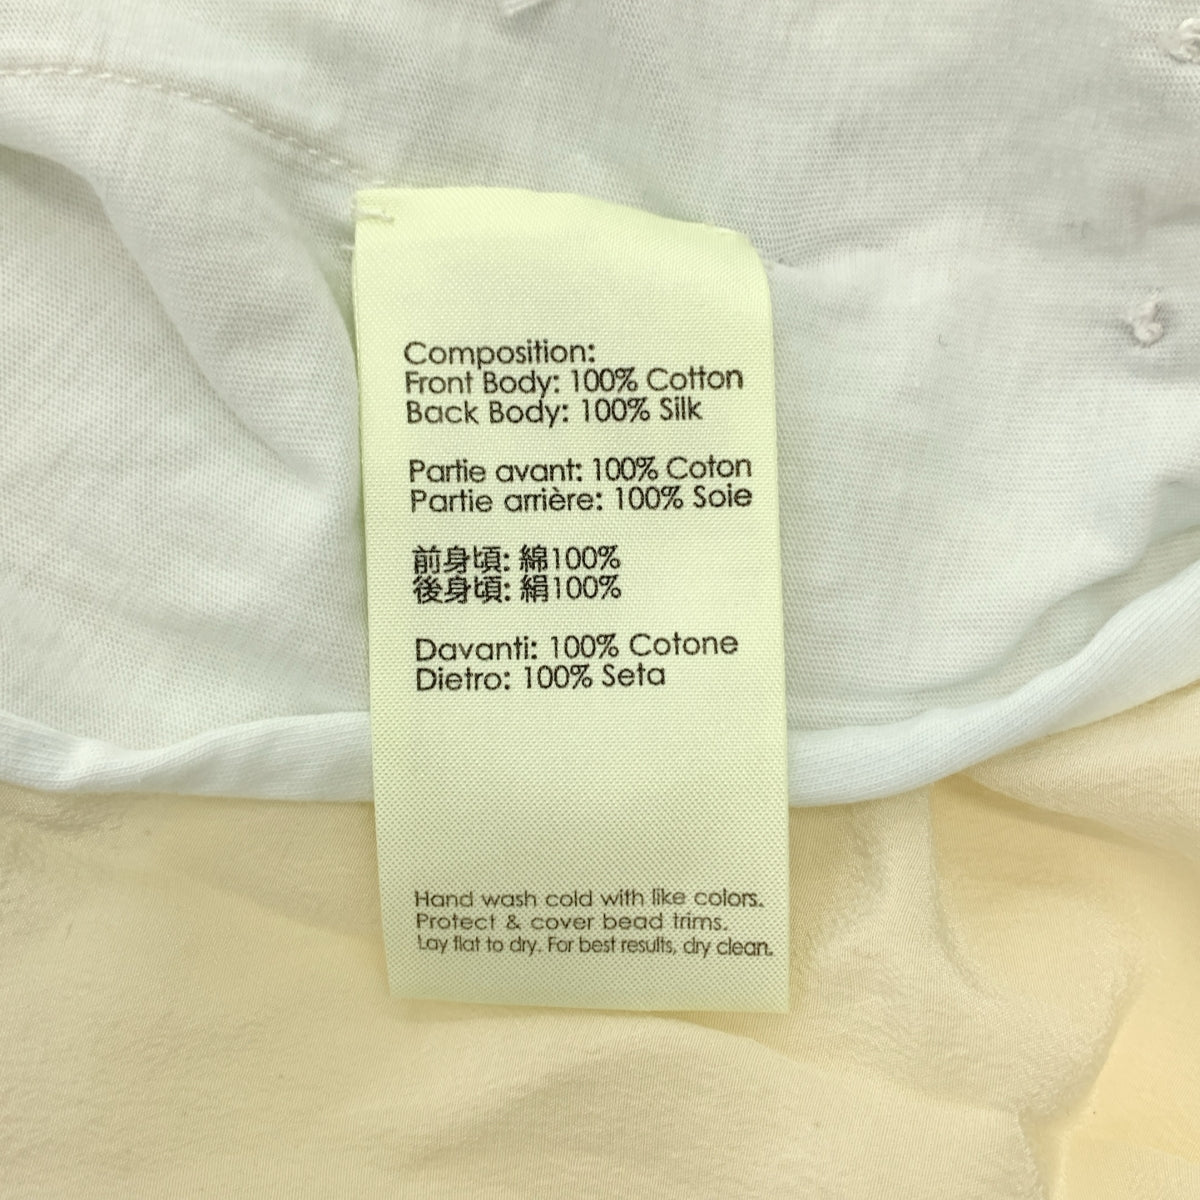 Composition:
Front Body: 100% Cotton
Back Body: 100% Silk
Partie avant: 100% Coton
Partie arrière: 100% Soie
前身頃: 綿100%
後身頃: 絹100%
Davanti: 100% Cotone
Dietro: 100% Seta
Hand wash cold with like colors.
Protect & cover bead trims.
Lay flat to dry. For best results, dry clean.